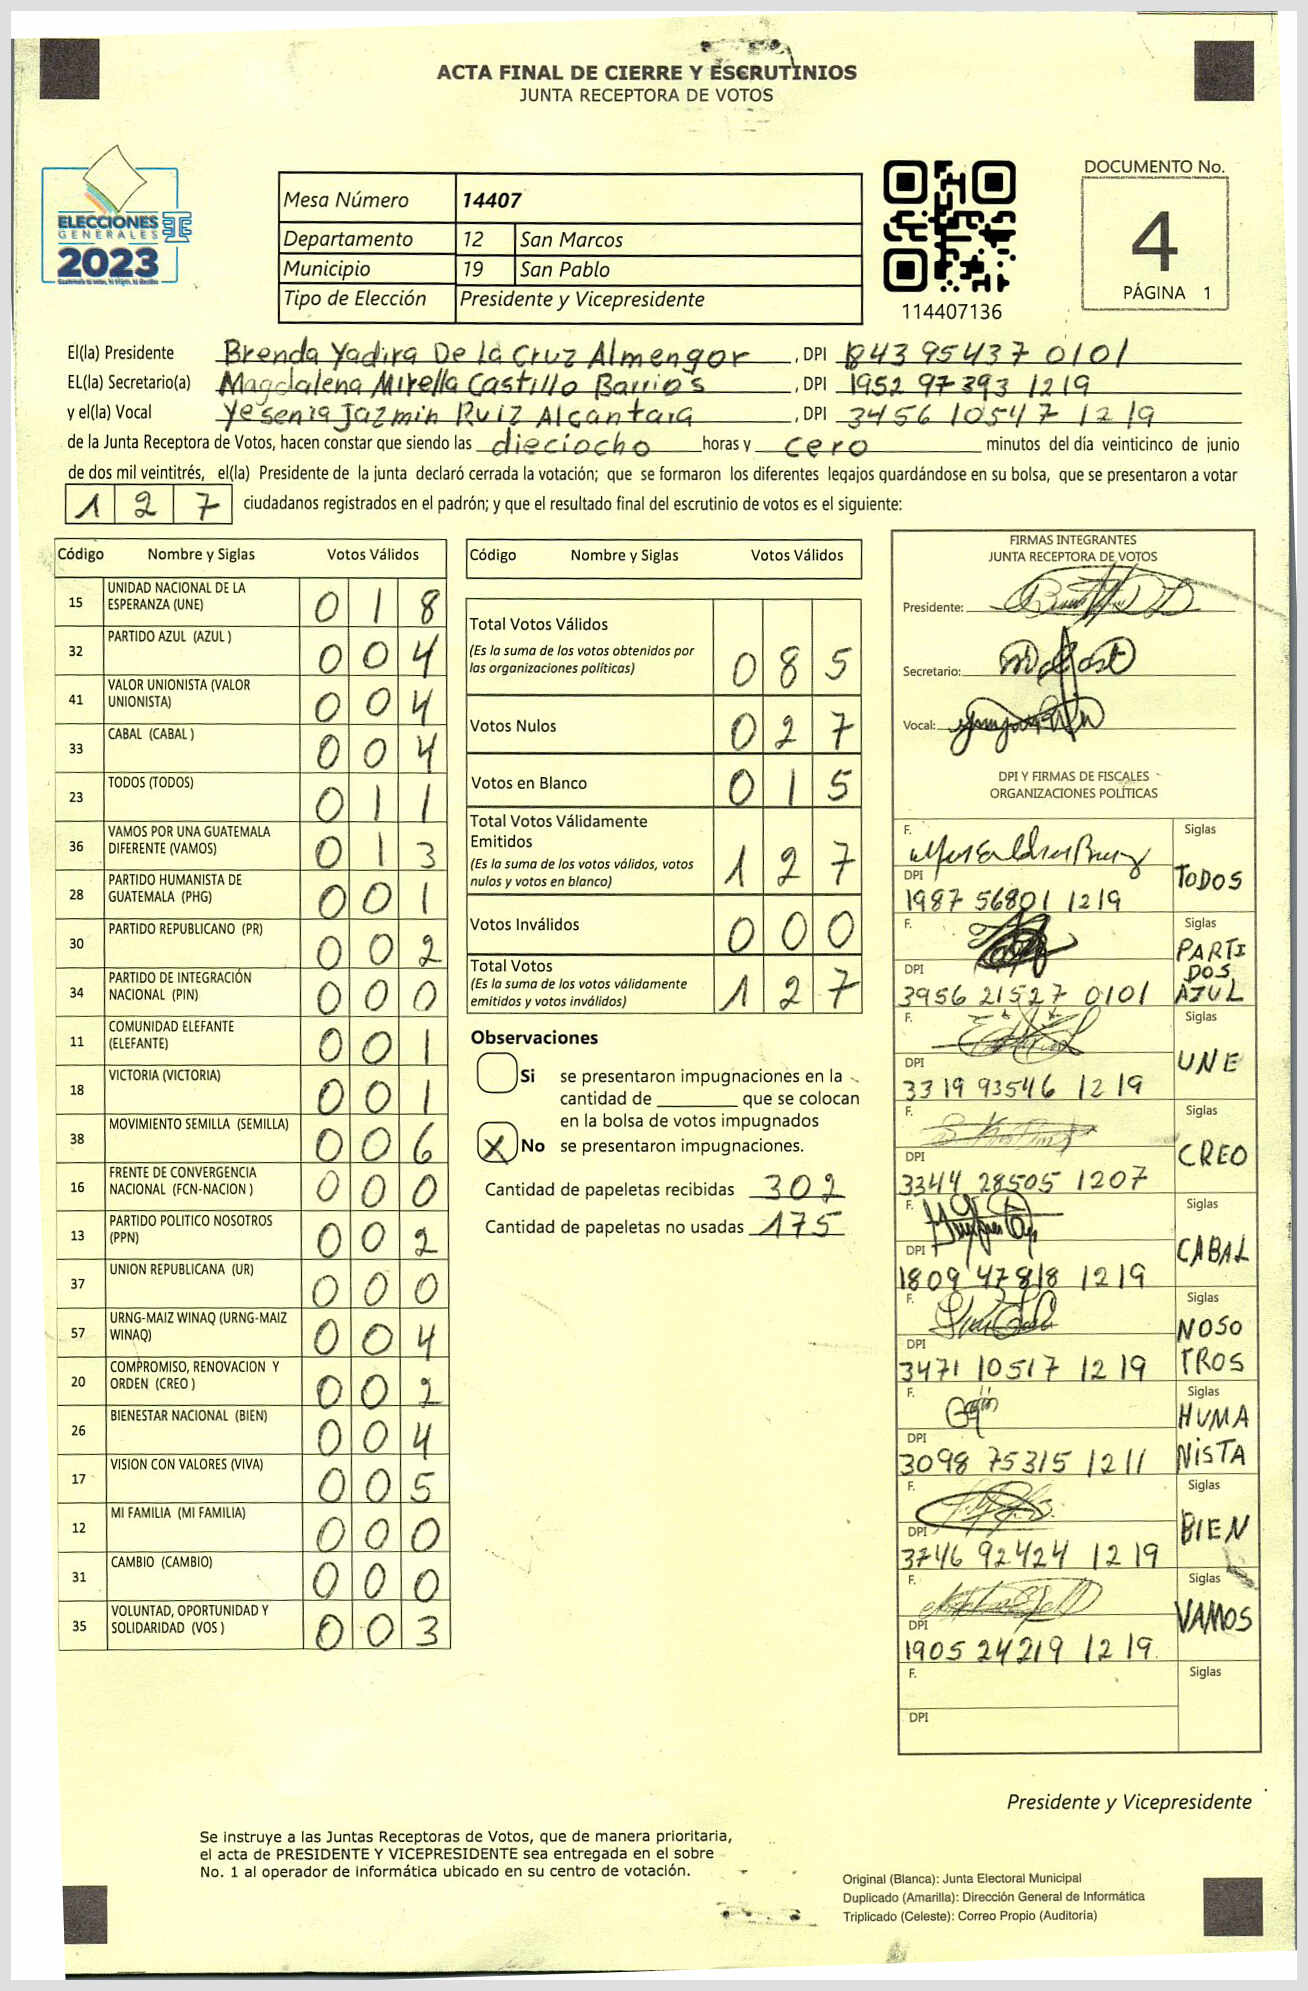 ACTA FINAL DE CIERRE Y ESCRUTINIOS
JUNTA RECEPTORA DE VOTOS
ELECCIONES
GENERALES
2023
Mesa Número 14407
Departamento 12 San Marcos
Municipio 19 San Pablo
Tipo de Elección Presidente y Vicepresidente
114407136
DOCUMENTO No.
4
PÁGINA 1
El(la) Presidente Brenda Yadira De la Cruz Almengor, DPI 84395437 0101
EL(la) Secretario(a) Magdalena Mirella Castillo Barrios, DPI 1952 97393 1219
y el(la) Vocal Yesenia Jazmin Ruiz Alcantara, DPI 3456 10547 1219
de la Junta Receptora de Votos, hacen constar que siendo las dieciocho horas y cero minutos del día veinticinco de junio
de dos mil veintitrés, el(la) Presidente de la junta declaró cerrada la votación; que se formaron los diferentes legajos guardándose en su bolsa, que se presentaron a votar
1 2 7 ciudadanos registrados en el padrón; y que el resultado final del escrutinio de votos es el siguiente:
Código Nombre y Siglas Votos Válidos
15 UNIDAD NACIONAL DE LA
ESPERANZA (UNE) 0 1 8
32 PARTIDO AZUL (AZUL ) 0 0 4
41 VALOR UNIONISTA (VALOR
UNIONISTA) 0 0 4
33 CABAL (CABAL ) 0 0 4
23 TODOS (TODOS) 0 1 1
36 VAMOS POR UNA GUATEMALA
DIFERENTE (VAMOS) 0 1 3
28 PARTIDO HUMANISTA DE
GUATEMALA (PHG) 0 0 1
30 PARTIDO REPUBLICANO (PR) 0 0 2
34 PARTIDO DE INTEGRACIÓN
NACIONAL (PIN) 0 0 0
11 COMUNIDAD ELEFANTE
(ELEFANTE) 0 0 1
18 VICTORIA (VICTORIA) 0 0 1
38 MOVIMIENTO SEMILLA (SEMILLA) 0 0 6
16 FRENTE DE CONVERGENCIA
NACIONAL (FCN-NACION ) 0 0 0
13 PARTIDO POLITICO NOSOTROS
(PPN) 0 0 2
37 UNION REPUBLICANA (UR) 0 0 0
57 URNG-MAIZ WINAQ (URNG-MAIZ
WINAQ) 0 0 4
20 COMPROMISO, RENOVACION Y
ORDEN (CREO ) 0 0 2
26 BIENESTAR NACIONAL (BIEN) 0 0 4
17 VISION CON VALORES (VIVA) 0 0 5
12 MI FAMILIA (MI FAMILIA) 0 0 0
31 CAMBIO (CAMBIO) 0 0 0
35 VOLUNTAD, OPORTUNIDAD Y
SOLIDARIDAD (VOS ) 0 0 3
Código Nombre y Siglas Votos Válidos
Total Votos Válidos
(Es la suma de los votos obtenidos por
las organizaciones políticas) 0 8 5
Votos Nulos 0 2 7
Votos en Blanco 0 1 5
Total Votos Válidamente
Emitidos
(Es la suma de los votos válidos, votos
nulos y votos en blanco) 1 2 7
Votos Inválidos 0 0 0
Total Votos
(Es la suma de los votos válidamente
emitidos y votos inválidos) 1 2 7
Observaciones
Si se presentaron impugnaciones en la
cantidad de ________ que se colocan
en la bolsa de votos impugnados
X No se presentaron impugnaciones.
Cantidad de papeletas recibidas 302
Cantidad de papeletas no usadas 175
FIRMAS INTEGRANTES
JUNTA RECEPTORA DE VOTOS
Presidente:
Secretario:
Vocal:
DPI Y FIRMAS DE FISCALES
ORGANIZACIONES POLÍTICAS
F. Siglas
TODOS
DPI
1987 56801 1219
F. Siglas
PARTI
DOS
AZUL
DPI
3956 21527 0101
F. Siglas
UNE
DPI
3319 93546 1219
F. Siglas
CREO
DPI
3344 28505 1207
F. Siglas
CABAL
DPI
1809 47818 1219
F. Siglas
NOSO
TROS
DPI
3471 10517 1219
F. Siglas
HUMA
NISTA
DPI
3098 75315 1211
F. Siglas
BIEN
DPI
3746 92424 1219
F. Siglas
VAMOS
DPI
1905 24219 1219
F. Siglas
DPI
Presidente y Vicepresidente
Se instruye a las Juntas Receptoras de Votos, que de manera prioritaria,
el acta de PRESIDENTE Y VICEPRESIDENTE sea entregada en el sobre
No. 1 al operador de informática ubicado en su centro de votación.
Original (Blanca): Junta Electoral Municipal
Duplicado (Amarilla): Dirección General de Informática
Triplicado (Celeste): Correo Propio (Auditoría)